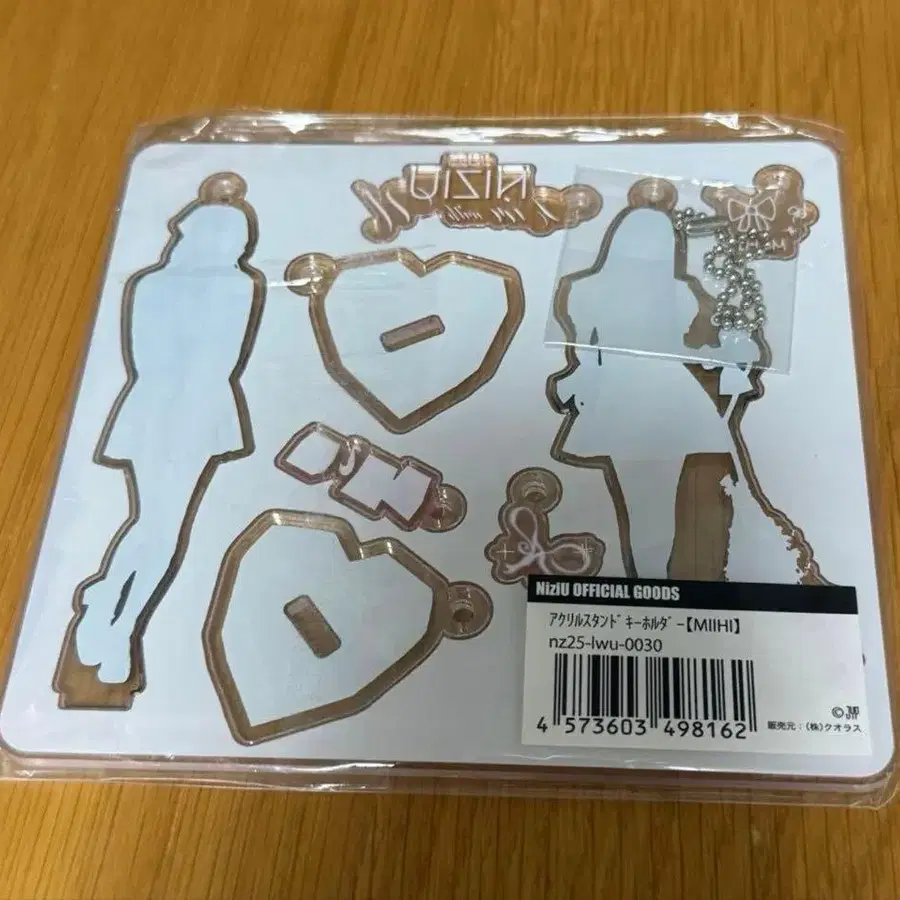 NiziU
NiziU OFFICIAL GOODS
アクリルスタンドキーホルダー【MIIHI】
nz25-lwu-0030
4 573603 498162
©
販売元：(株)クオラス